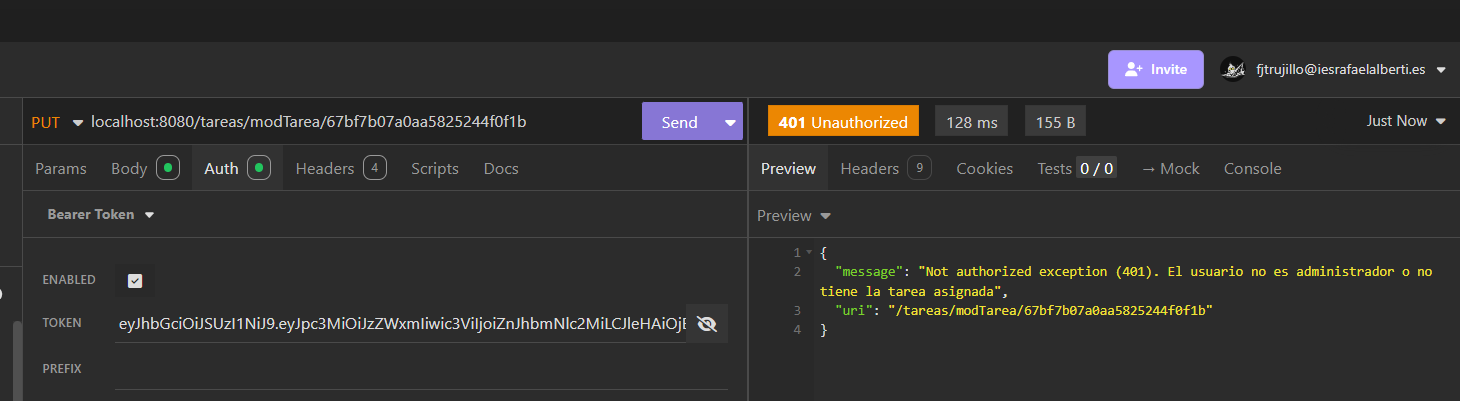 Invite
fjtrujillo@iesrafaelalberti.es
PUT localhost:8080/tareas/modTarea/67bf7b07a0aa5825244f0f1b Send
401 Unauthorized 128 ms 155 B Just Now
Params Body Auth Headers 4 Scripts Docs
Preview Headers 9 Cookies Tests 0 / 0 → Mock Console
Bearer Token
Preview
ENABLED
TOKEN eyJhbGciOiJSUzI1NiJ9.eyJpc3MiOiJzZWxmIiwic3ViIjoiZnJhbmNlc2MiLCJleHAiOjE
PREFIX
1 {
2 "message": "Not authorized exception (401). El usuario no es administrador o no
tiene la tarea asignada",
3 "uri": "/tareas/modTarea/67bf7b07a0aa5825244f0f1b"
4 }